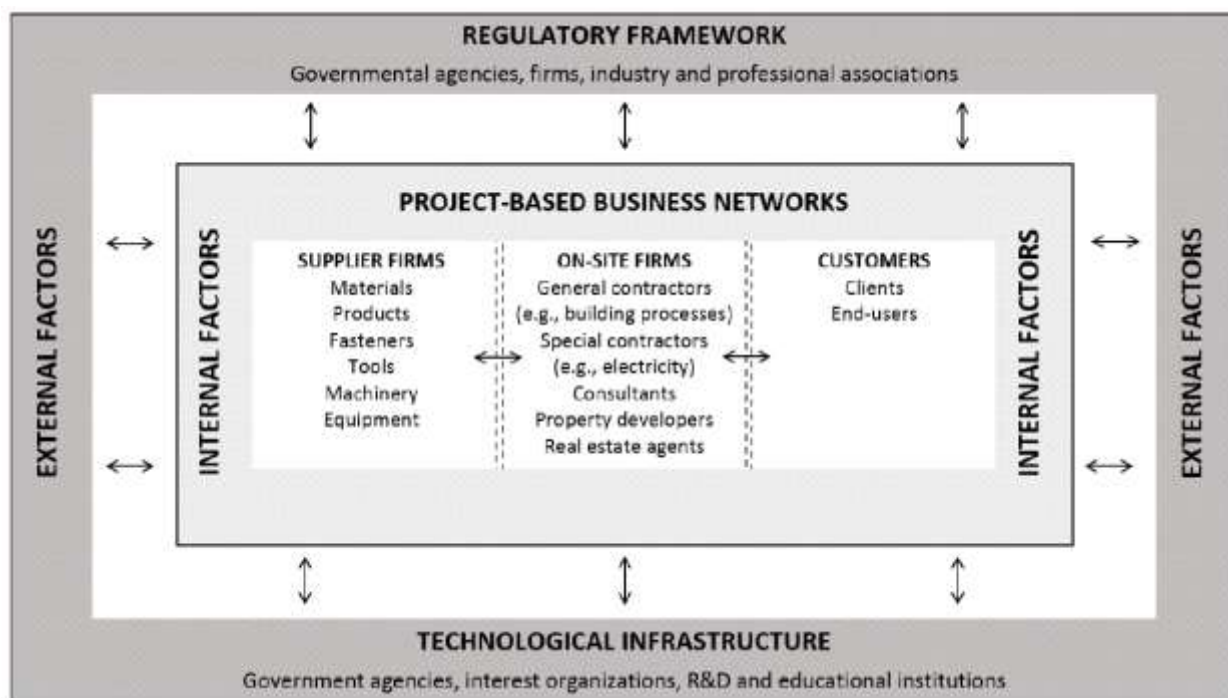 REGULATORY FRAMEWORK
Governmental agencies, firms, industry and professional associations
EXTERNAL FACTORS
INTERNAL FACTORS
PROJECT-BASED BUSINESS NETWORKS
SUPPLIER FIRMS
Materials
Products
Fasteners
Tools
Machinery
Equipment
ON-SITE FIRMS
General contractors
(e.g., building processes)
Special contractors
(e.g., electricity)
Consultants
Property developers
Real estate agents
CUSTOMERS
Clients
End-users
INTERNAL FACTORS
EXTERNAL FACTORS
TECHNOLOGICAL INFRASTRUCTURE
Government agencies, interest organizations, R&D and educational institutions